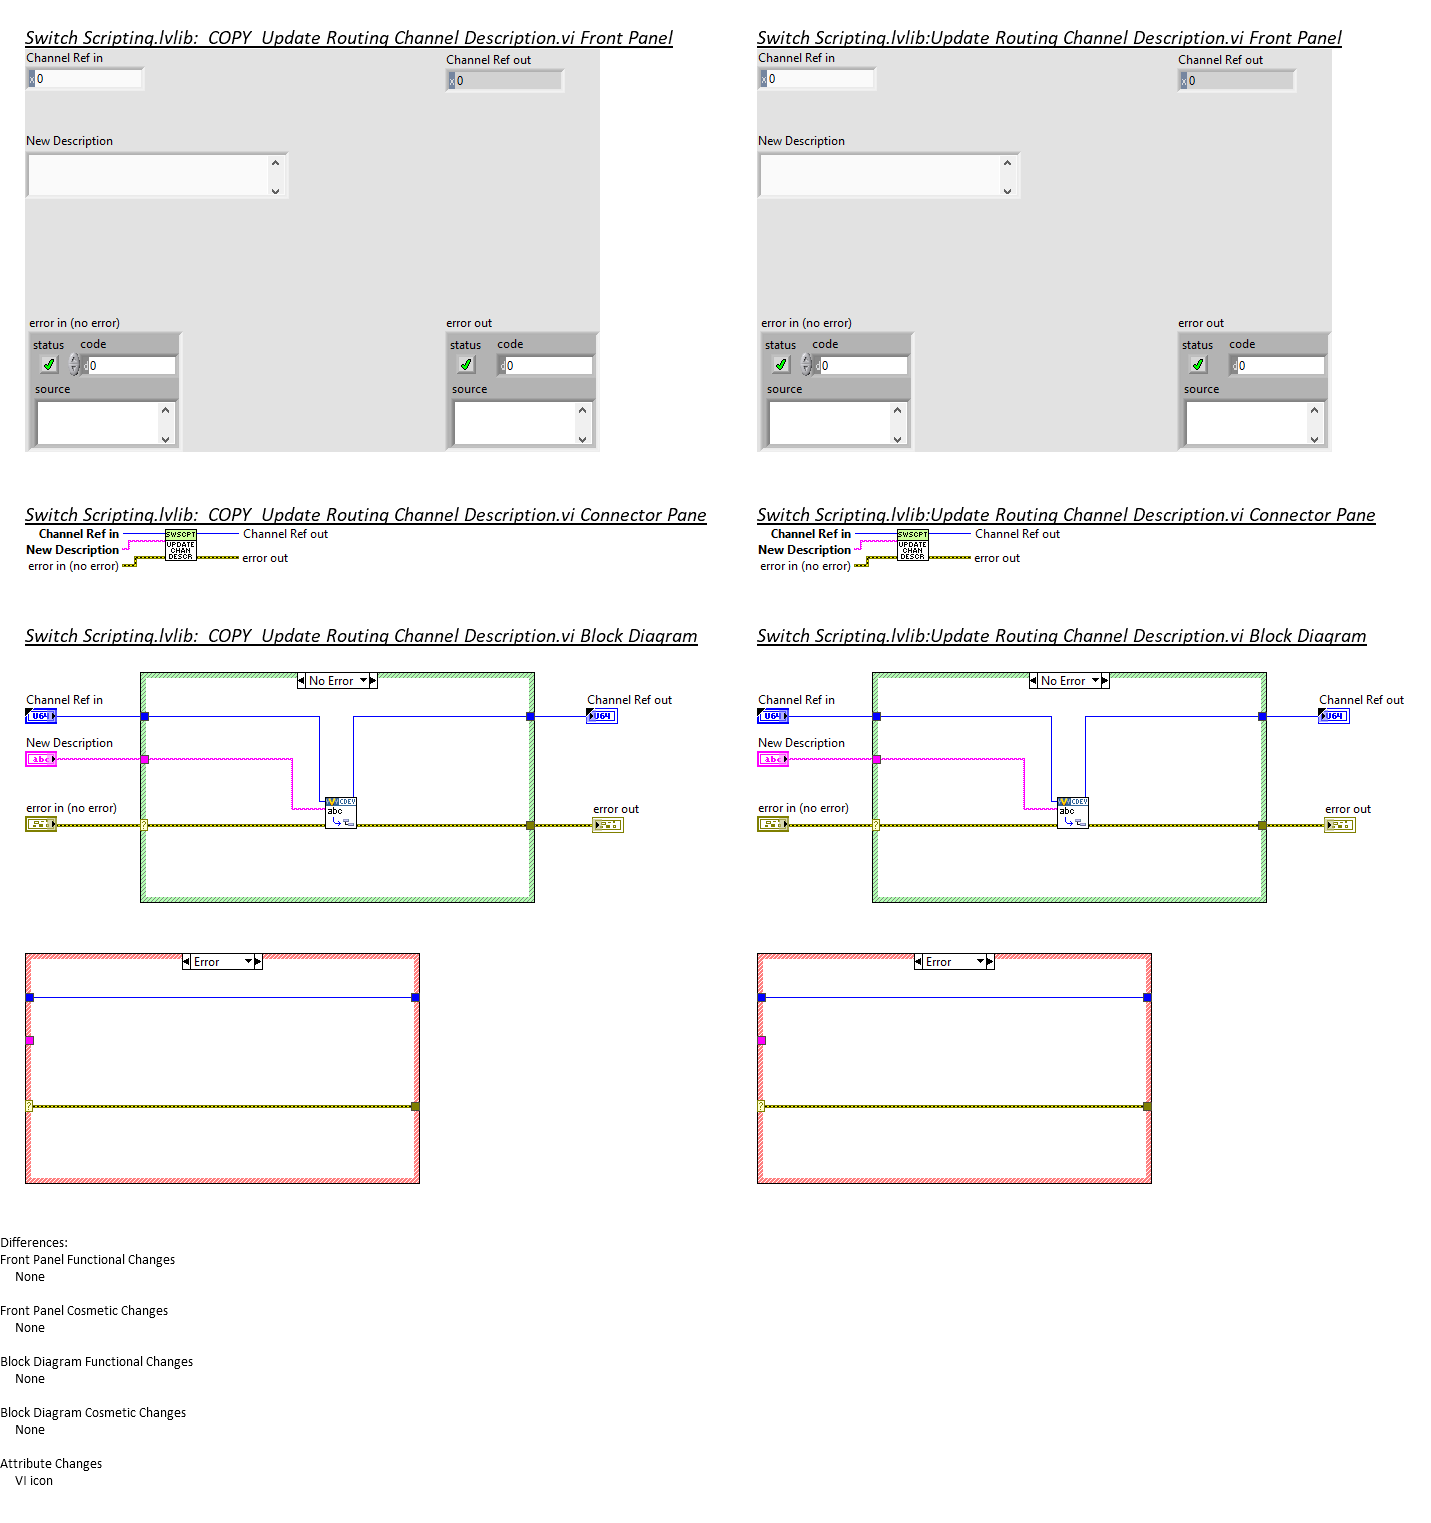 Switch Scripting.lvlib:_COPY_Update Routing Channel Description.vi Front Panel
Channel Ref in
x 0
Channel Ref out
x 0
New Description
error in (no error)
status code
d 0
source
error out
status code
d 0
source
Switch Scripting.lvlib:Update Routing Channel Description.vi Front Panel
Channel Ref in
x 0
Channel Ref out
x 0
New Description
error in (no error)
status code
d 0
source
error out
status code
d 0
source
Switch Scripting.lvlib:_COPY_Update Routing Channel Description.vi Connector Pane
Channel Ref in
New Description
error in (no error)
SWSCPT
UPDATE
CHAN
DESCR
Channel Ref out
error out
Switch Scripting.lvlib:Update Routing Channel Description.vi Connector Pane
Channel Ref in
New Description
error in (no error)
SWSCPT
UPDATE
CHAN
DESCR
Channel Ref out
error out
Switch Scripting.lvlib:_COPY_Update Routing Channel Description.vi Block Diagram
No Error
Channel Ref in
U64
New Description
abc
error in (no error)
?
CDEV
abc
Channel Ref out
U64
error out
Error
?
Switch Scripting.lvlib:Update Routing Channel Description.vi Block Diagram
No Error
Channel Ref in
U64
New Description
abc
error in (no error)
?
CDEV
abc
Channel Ref out
U64
error out
Error
?
Differences:
Front Panel Functional Changes
None
Front Panel Cosmetic Changes
None
Block Diagram Functional Changes
None
Block Diagram Cosmetic Changes
None
Attribute Changes
VI icon